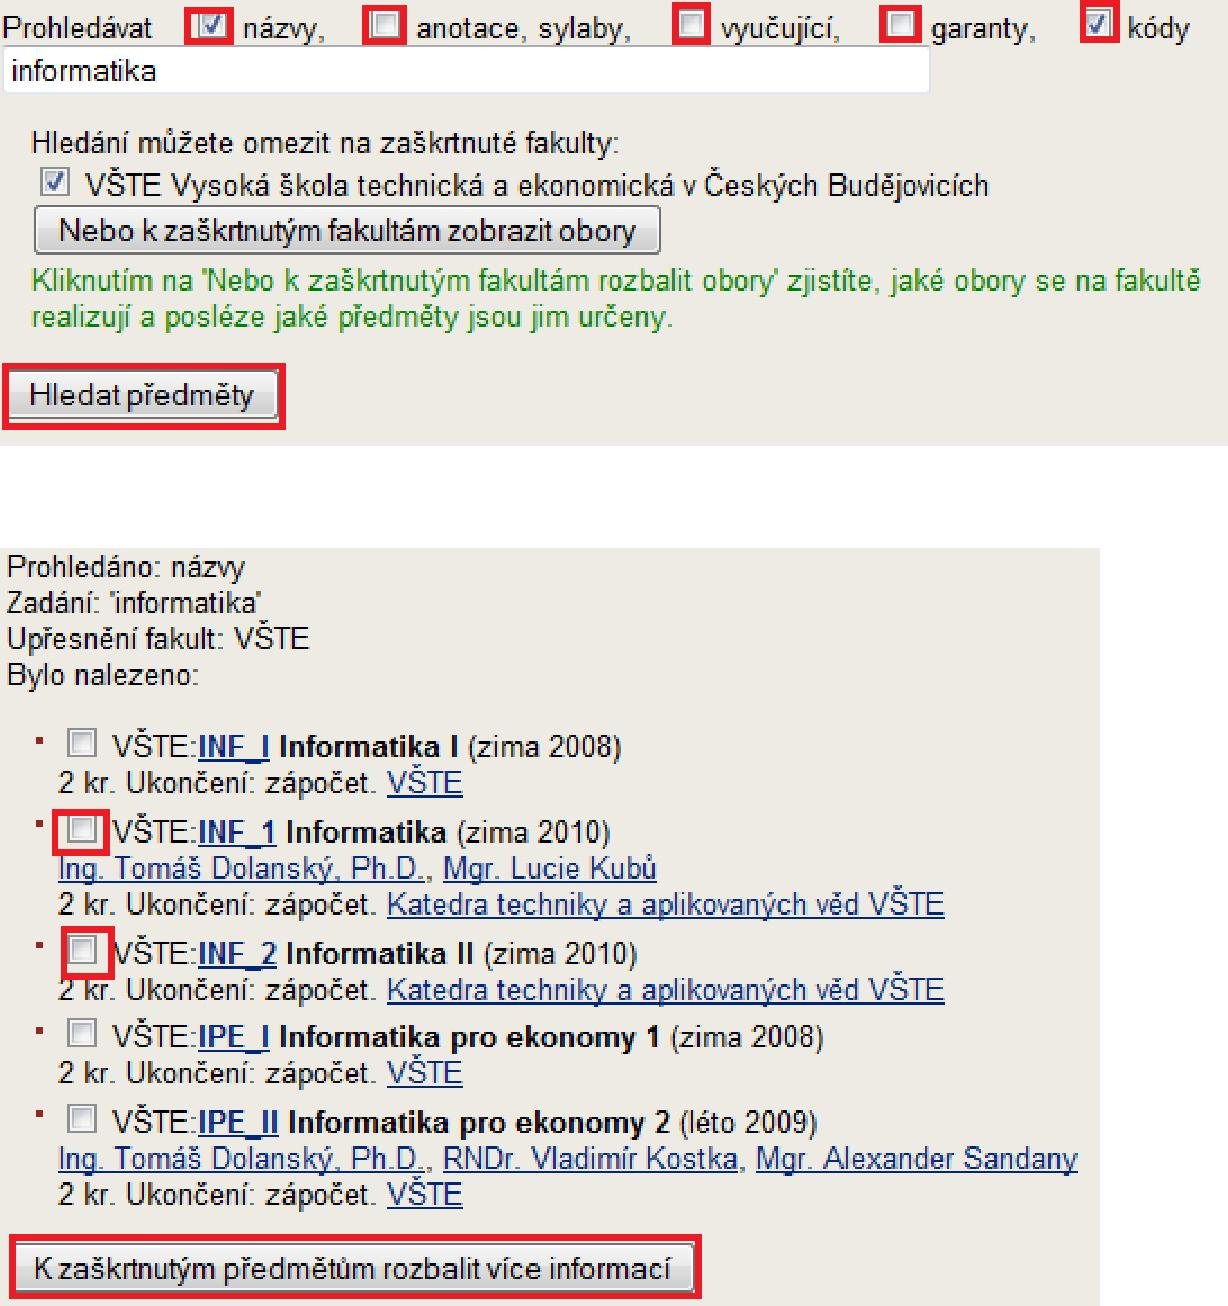 Prohledávat názvy, anotace, sylaby, vyučující, garanty, kódy
informatika
Hledání můžete omezit na zaškrtnuté fakulty:
VŠTE Vysoká škola technická a ekonomická v Českých Budějovicích
Nebo k zaškrtnutým fakultám zobrazit obory
Kliknutím na 'Nebo k zaškrtnutým fakultám rozbalit obory' zjistíte, jaké obory se na fakultě
realizují a posléze jaké předměty jsou jim určeny.
Hledat předměty
Prohledáno: názvy
Zadání: 'informatika'
Upřesnění fakult: VŠTE
Bylo nalezeno:
VŠTE:INF_I Informatika I (zima 2008)
2 kr. Ukončení: zápočet. VŠTE
VŠTE:INF_1 Informatika (zima 2010)
Ing. Tomáš Dolanský, Ph.D., Mgr. Lucie Kubů
2 kr. Ukončení: zápočet. Katedra techniky a aplikovaných věd VŠTE
VŠTE:INF_2 Informatika II (zima 2010)
2 kr. Ukončení: zápočet. Katedra techniky a aplikovaných věd VŠTE
VŠTE:IPE_I Informatika pro ekonomy 1 (zima 2008)
2 kr. Ukončení: zápočet. VŠTE
VŠTE:IPE_II Informatika pro ekonomy 2 (léto 2009)
Ing. Tomáš Dolanský, Ph.D., RNDr. Vladimír Kostka, Mgr. Alexander Sandany
2 kr. Ukončení: zápočet. VŠTE
K zaškrtnutým předmětům rozbalit více informací